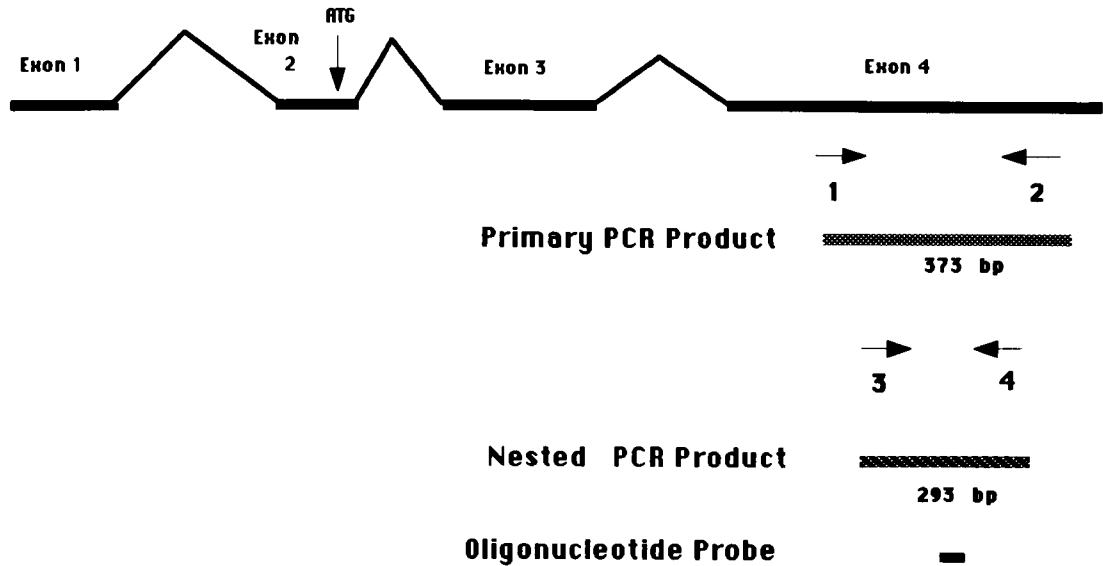 ATG
Exon 1
Exon
2
Exon 3
Exon 4
1
2
Primary PCR Product
373 bp
3
4
Nested PCR Product
293 bp
Oligonucleotide Probe